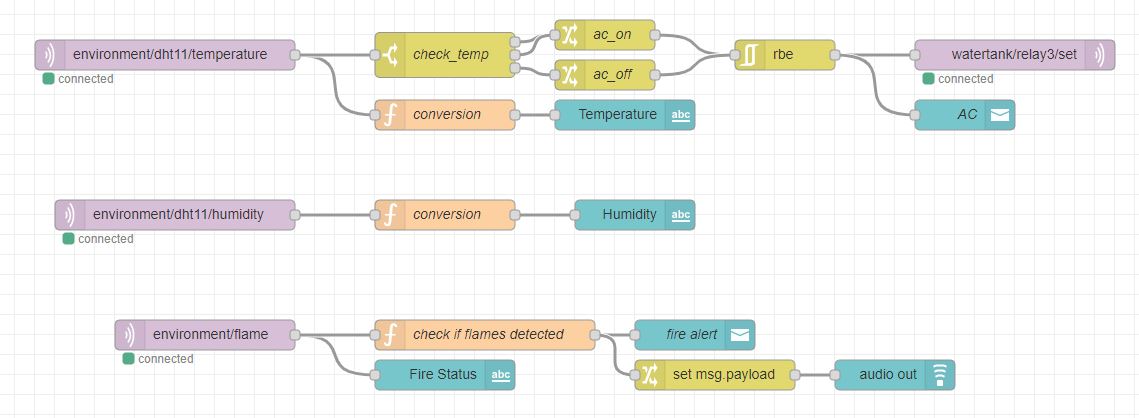 environment/dht11/temperature
connected
check_temp
ac_on
ac_off
rbe
watertank/relay3/set
connected
conversion
Temperature
abc
AC
environment/dht11/humidity
connected
conversion
Humidity
abc
environment/flame
connected
check if flames detected
fire alert
Fire Status
abc
set msg.payload
audio out